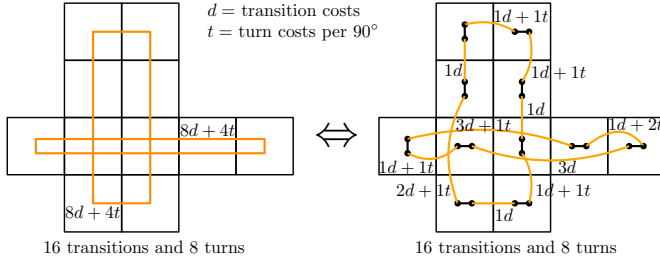 d = transition costs
t = turn costs per 90°
1d + 1t
1d
1d + 1t
1d
8d + 4t
⇔
3d + 1t
1d + 2t
1d + 1t
3d
8d + 4t
2d + 1t
1d + 1t
1d
16 transitions and 8 turns
16 transitions and 8 turns